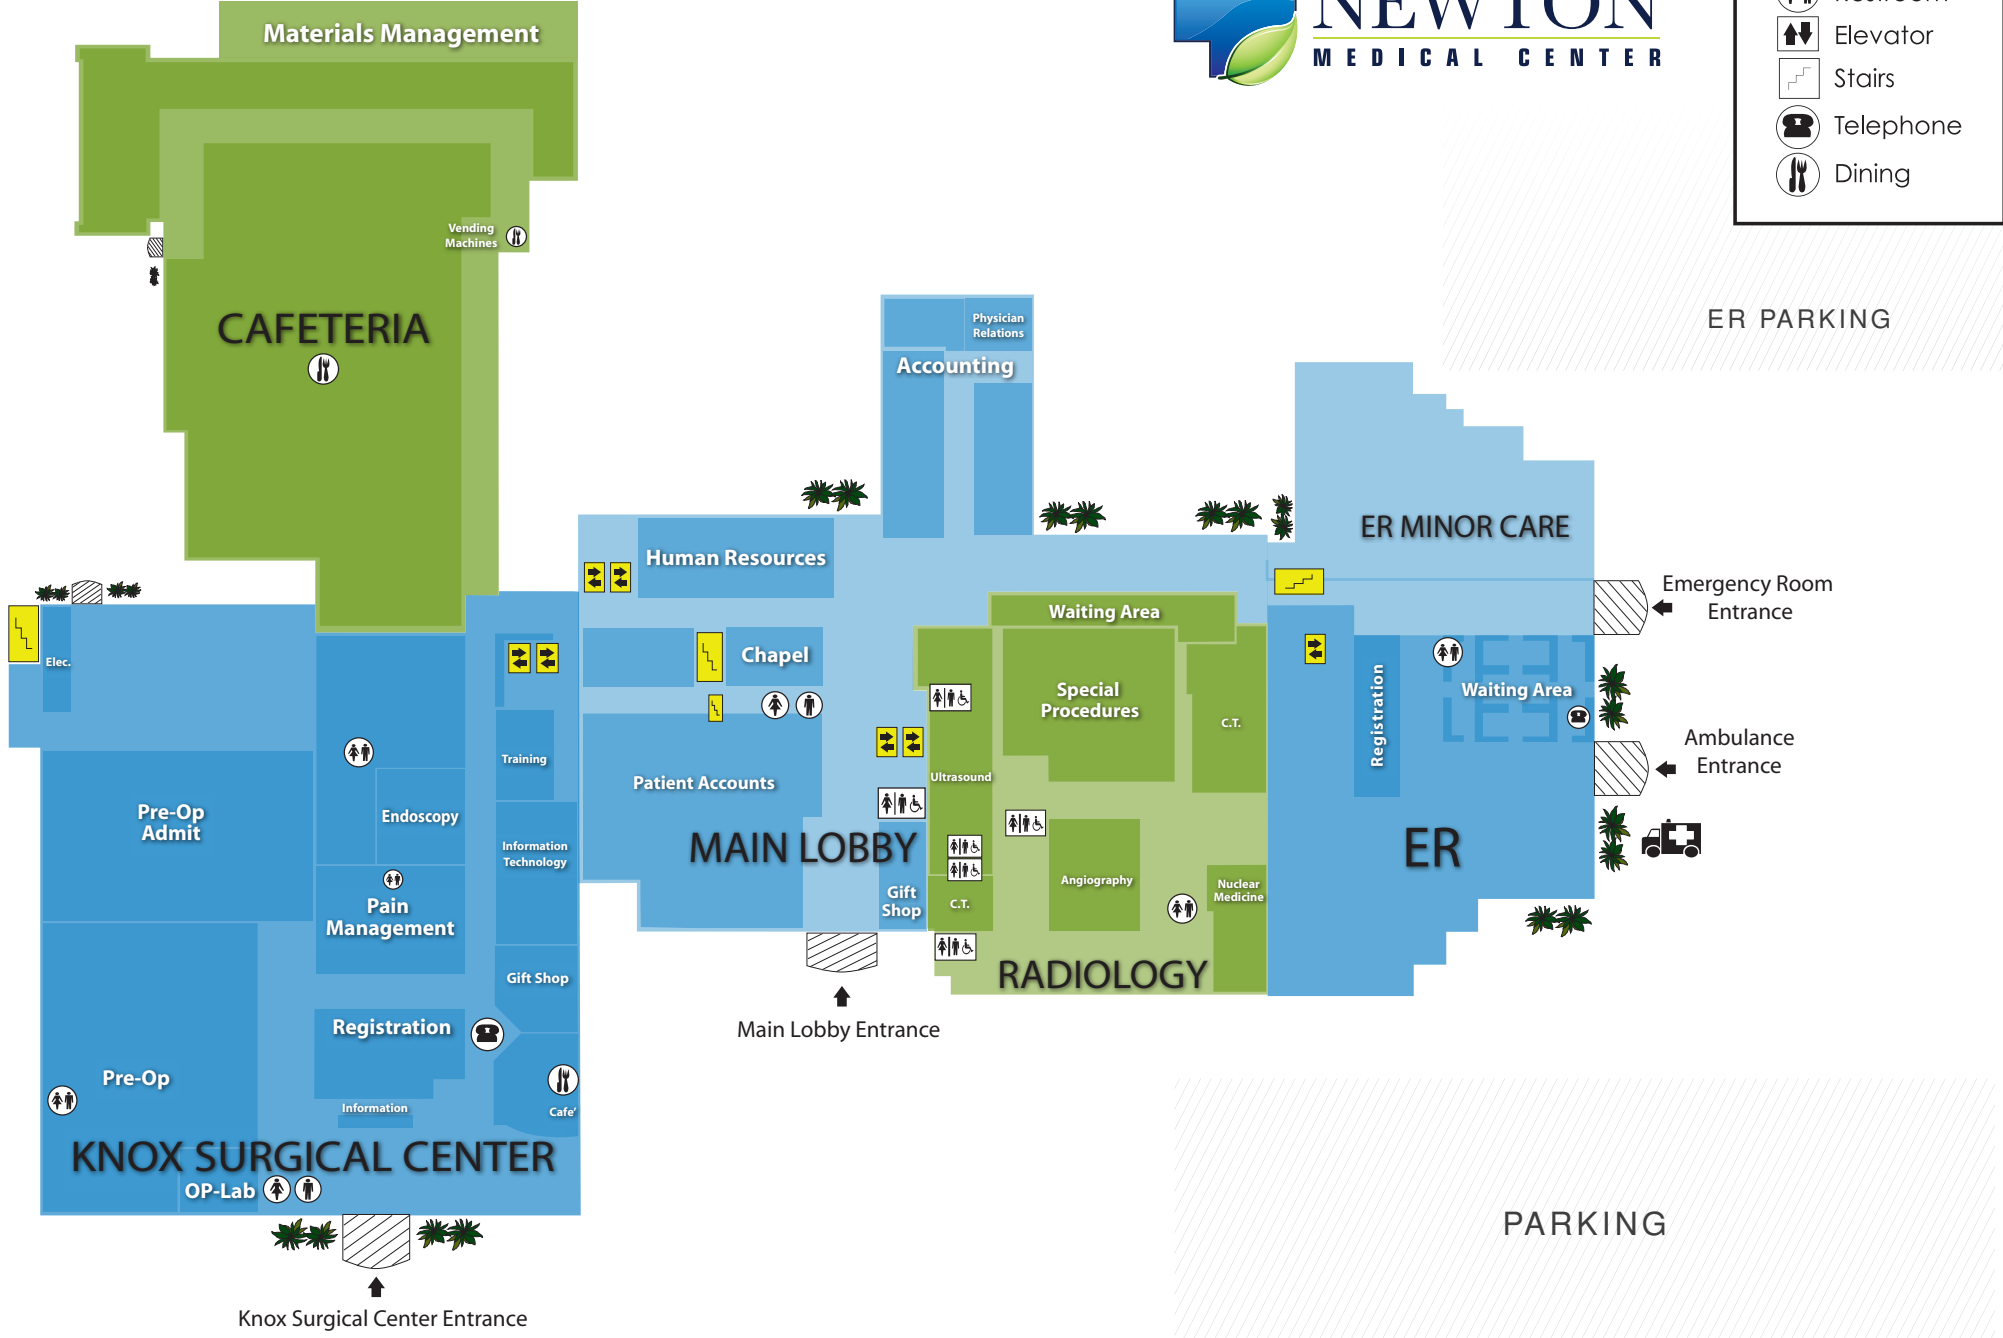 Materials Management
NEWTON
MEDICAL CENTER
Restroom
Elevator
Stairs
Telephone
Dining
Vending
Machines
CAFETERIA
ER PARKING
Physician
Relations
Accounting
ER MINOR CARE
Human Resources
Emergency Room
Entrance
Waiting Area
Elec.
Chapel
Special
Procedures
C.T.
Registration
Waiting Area
Training
Patient Accounts
Ultrasound
Ambulance
Entrance
Pre-Op
Admit
Endoscopy
Information
Technology
MAIN LOBBY
ER
Pain
Management
Gift
Shop
C.T.
Angiography
Nuclear
Medicine
Gift Shop
RADIOLOGY
Registration
Main Lobby Entrance
Pre-Op
Information
Cafe'
KNOX SURGICAL CENTER
OP-Lab
PARKING
Knox Surgical Center Entrance